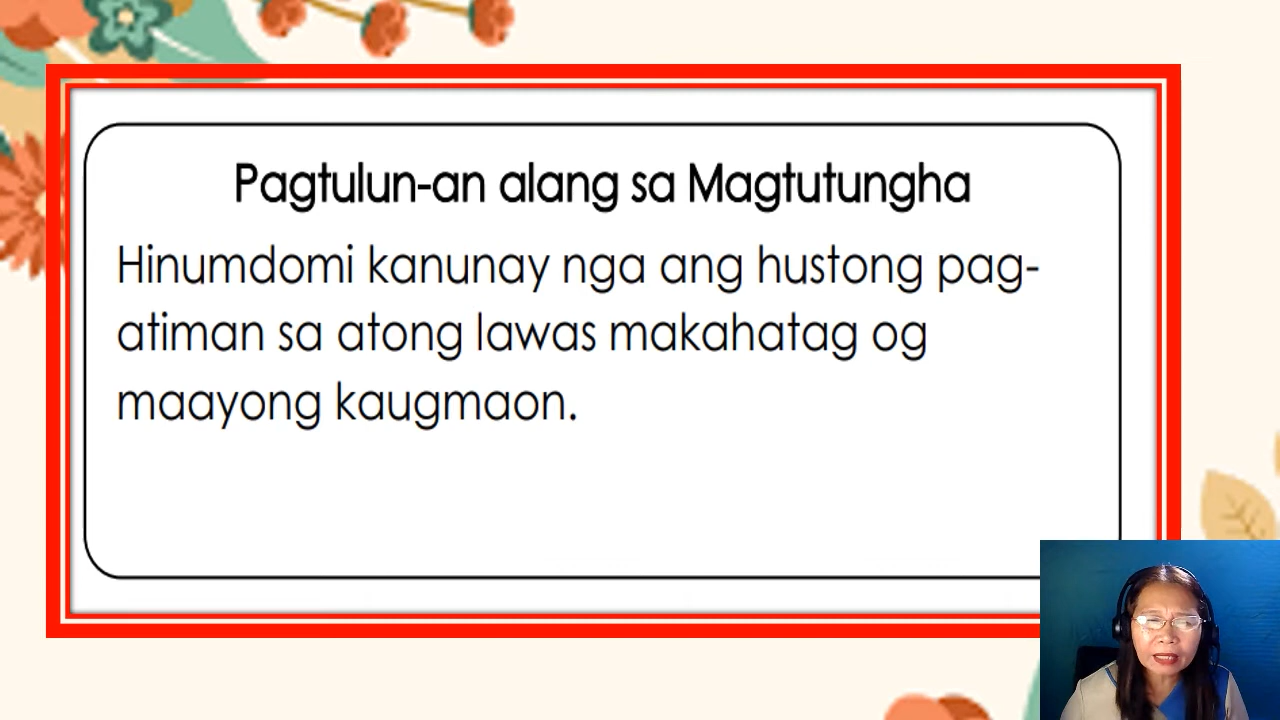 Pagtulun-an alang sa Magtutungha
Hinumdomi kanunay nga ang hustong pag-
atiman sa atong lawas makahatag og
maayong kaugmaon.